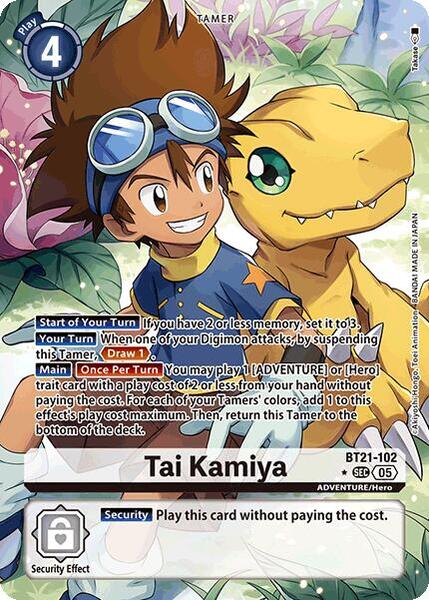 TAMER
Play
4
Takase
Start of Your Turn If you have 2 or less memory, set it to 3.
Your Turn When one of your Digimon attacks, by suspending
this Tamer, Draw 1.
Main Once Per Turn You may play 1 [ADVENTURE] or [Hero]
trait card with a play cost of 2 or less from your hand without
paying the cost. For each of your Tamers' colors, add 1 to this
effect's play cost maximum. Then, return this Tamer to the
bottom of the deck.
©Akiyoshi Hongo, Toei Animation, BANDAI MADE IN JAPAN
Tai Kamiya
BT21-102
SEC 05
ADVENTURE/Hero
Security Play this card without paying the cost.
Security Effect